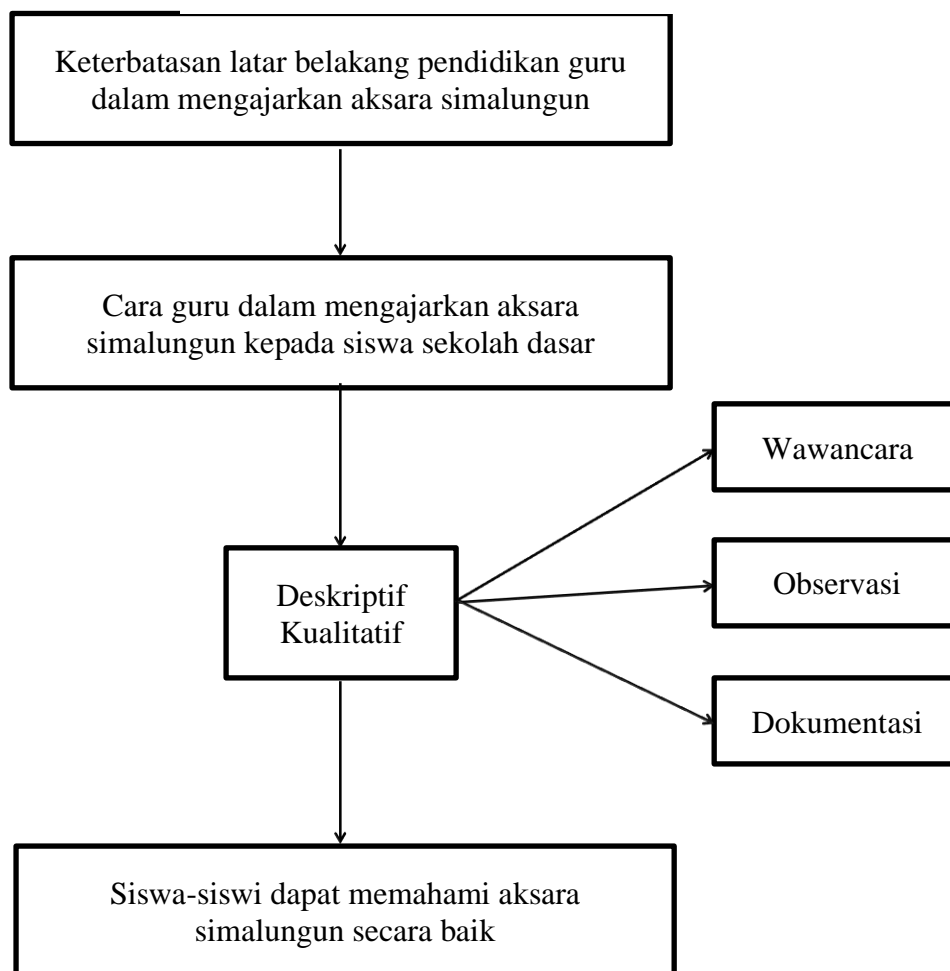 Keterbatasan latar belakang pendidikan guru
dalam mengajarkan aksara simalungun
Cara guru dalam mengajarkan aksara
simalungun kepada siswa sekolah dasar
Wawancara
Deskriptif
Kualitatif
Observasi
Dokumentasi
Siswa-siswi dapat memahami aksara
simalungun secara baik